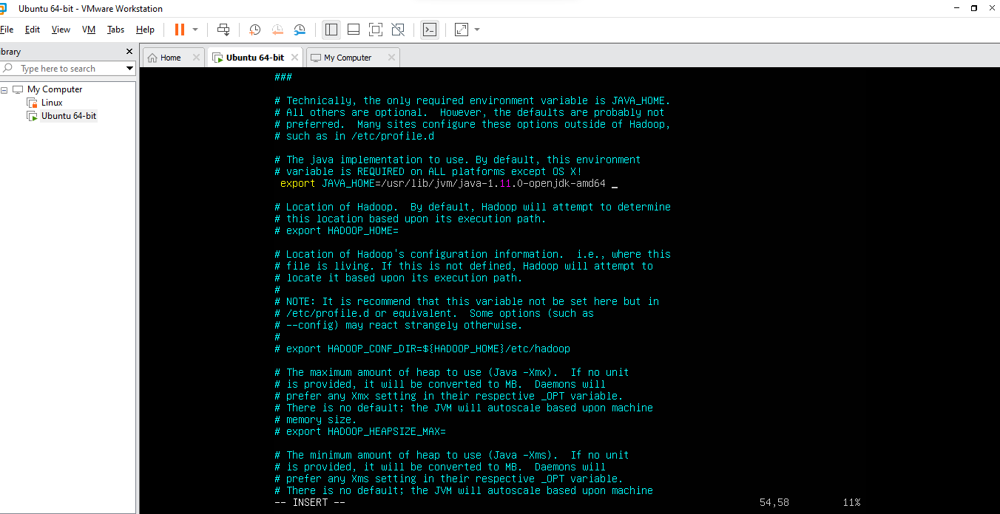 Ubuntu 64-bit - VMware Workstation
File Edit View VM Tabs Help
ibrary
Type here to search
My Computer
Linux
Ubuntu 64-bit
Home
Ubuntu 64-bit
My Computer
###
# Technically, the only required environment variable is JAVA_HOME.
# All others are optional.  However, the defaults are probably not
# preferred.  Many sites configure these options outside of Hadoop,
# such as in /etc/profile.d
# The java implementation to use. By default, this environment
# variable is REQUIRED on ALL platforms except OS X!
export JAVA_HOME=/usr/lib/jvm/java-1.11.0-openjdk-amd64 _
# Location of Hadoop.  By default, Hadoop will attempt to determine
# this location based upon its execution path.
# export HADOOP_HOME=
# Location of Hadoop's configuration information.  i.e., where this
# file is living. If this is not defined, Hadoop will attempt to
# locate it based upon its execution path.
#
# NOTE: It is recommend that this variable not be set here but in
# /etc/profile.d or equivalent.  Some options (such as
# --config) may react strangely otherwise.
#
# export HADOOP_CONF_DIR=${HADOOP_HOME}/etc/hadoop
# The maximum amount of heap to use (Java -Xmx).  If no unit
# is provided, it will be converted to MB.  Daemons will
# prefer any Xmx setting in their respective _OPT variable.
# There is no default; the JVM will autoscale based upon machine
# memory size.
# export HADOOP_HEAPSIZE_MAX=
# The minimum amount of heap to use (Java -Xms).  If no unit
# is provided, it will be converted to MB.  Daemons will
# prefer any Xms setting in their respective _OPT variable.
# There is no default; the JVM will autoscale based upon machine
-- INSERT -- 54,58 11%